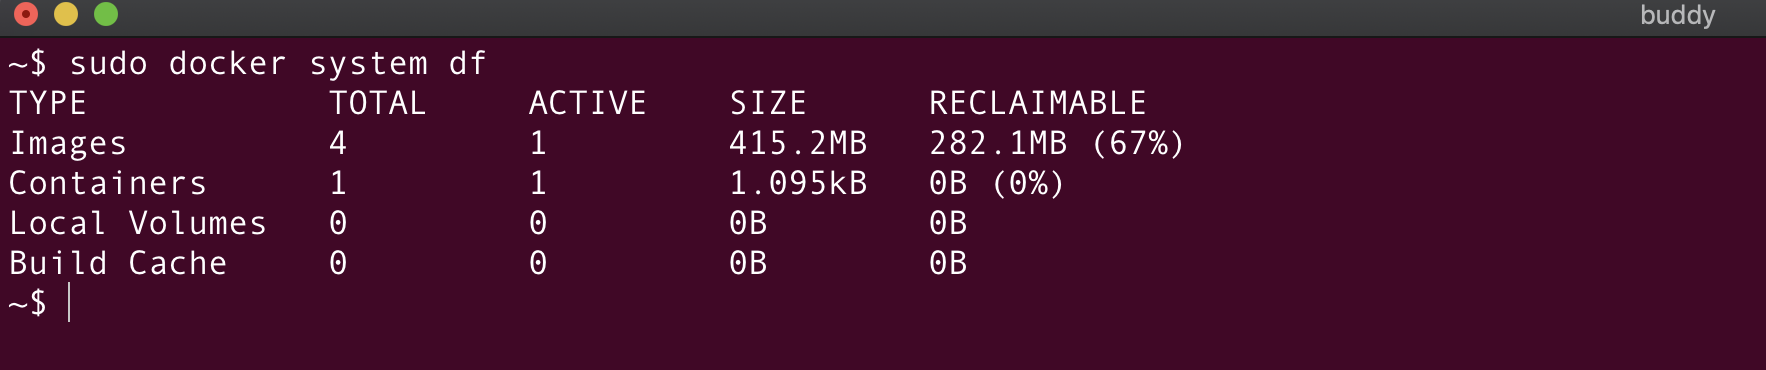 buddy
~$ sudo docker system df
TYPE TOTAL ACTIVE SIZE RECLAIMABLE
Images 4 1 415.2MB 282.1MB (67%)
Containers 1 1 1.095kB 0B (0%)
Local Volumes 0 0 0B 0B
Build Cache 0 0 0B 0B
~$